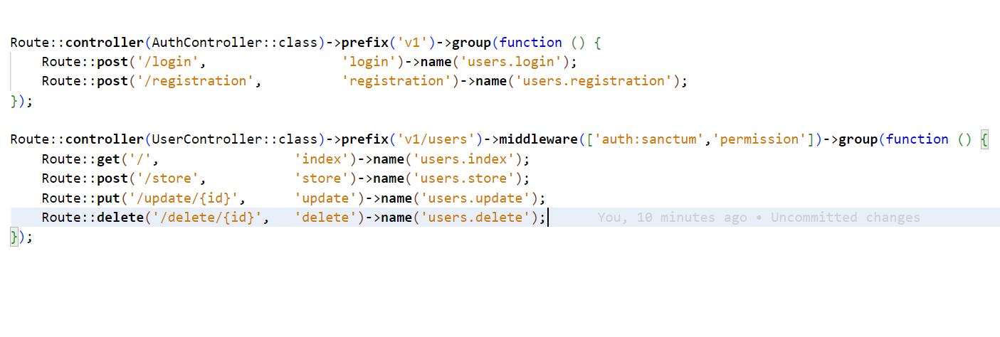 Route::controller(AuthController::class)->prefix('v1')->group(function () {
    Route::post('/login',                 'login')->name('users.login');
    Route::post('/registration',          'registration')->name('users.registration');
});

Route::controller(UserController::class)->prefix('v1/users')->middleware(['auth:sanctum','permission'])->group(function () {
    Route::get('/',                 'index')->name('users.index');
    Route::post('/store',           'store')->name('users.store');
    Route::put('/update/{id}',      'update')->name('users.update');
    Route::delete('/delete/{id}',   'delete')->name('users.delete');      You, 10 minutes ago • Uncommitted changes
});